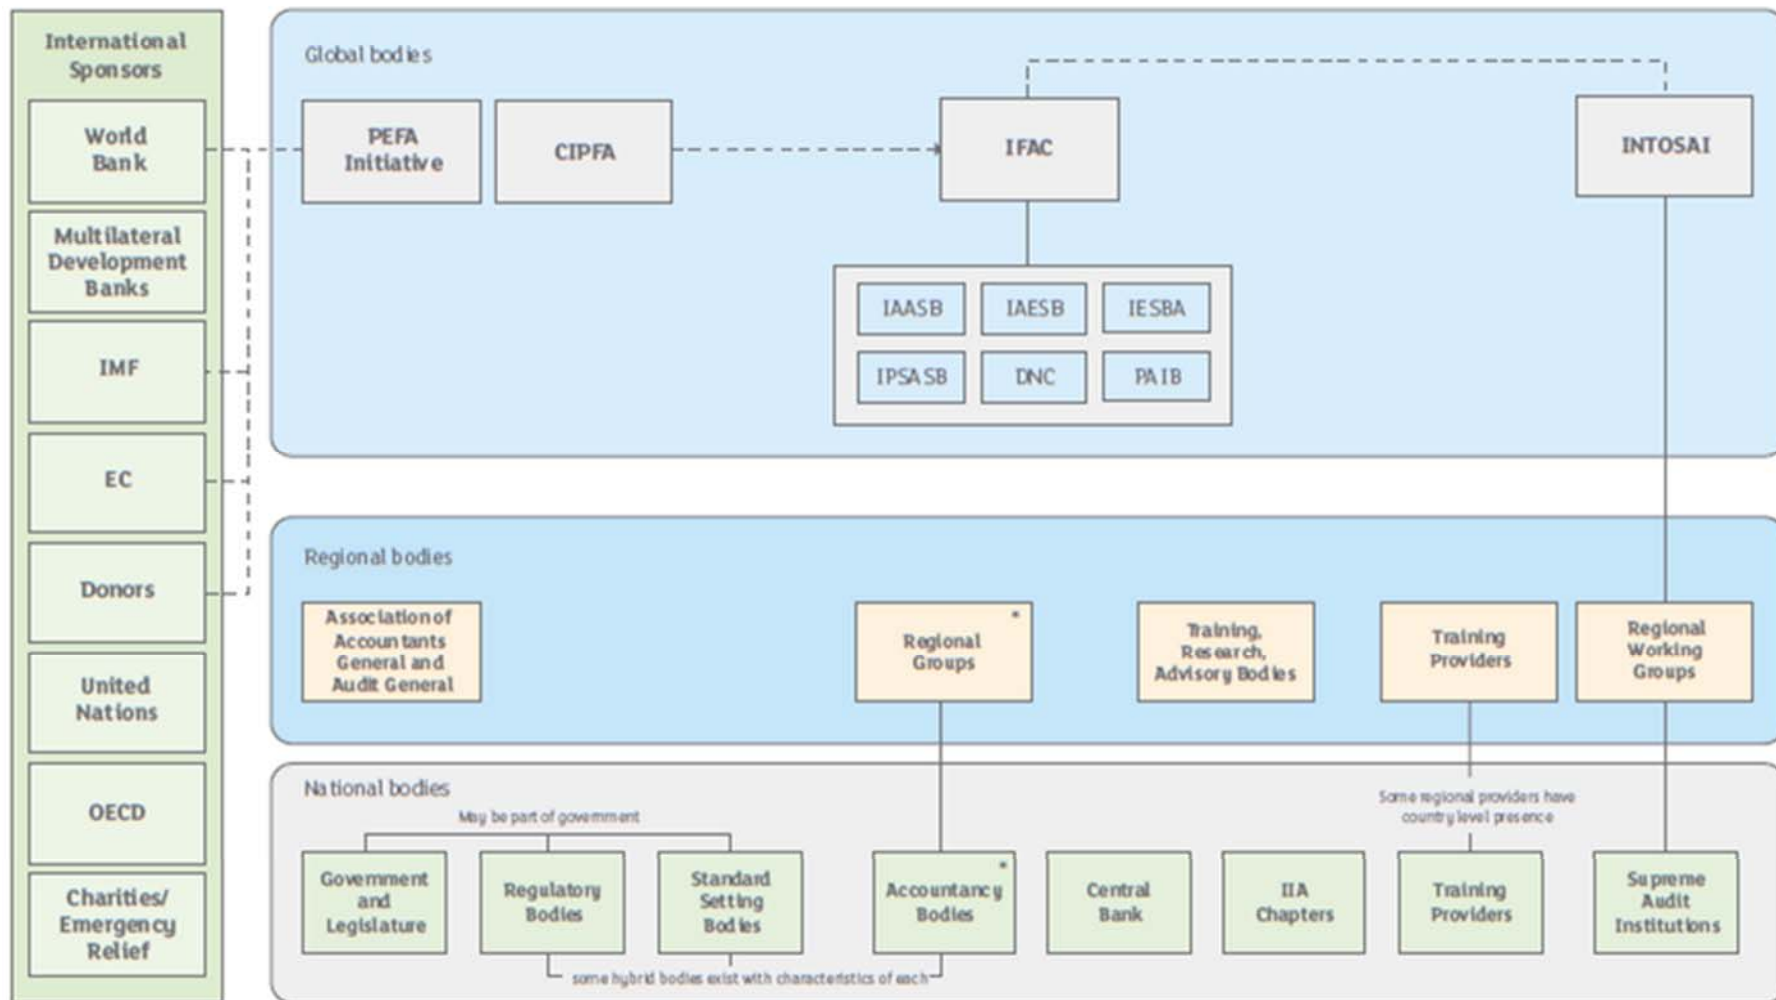 International
Sponsors
World
Bank
Multilateral
Development
Banks
IMF
EC
Donors
United
Nations
OECD
Charities/
Emergency
Relief
Global bodies
PEFA
Initiative
CIPFA
IFAC
INTOSAI
IAASB
IAESB
IESBA
IPSASB
DNC
PAIB
Regional bodies
Association of
Accountants
General and
Audit General
Regional
Groups
*
Training,
Research,
Advisory Bodies
Training
Providers
Regional
Working
Groups
National bodies
May be part of government
Some regional providers have
country level presence
Government
and
Legislature
Regulatory
Bodies
Standard
Setting
Bodies
Accountancy
Bodies
*
Central
Bank
IIA
Chapters
Training
Providers
Supreme
Audit
Institutions
some hybrid bodies exist with characteristics of each